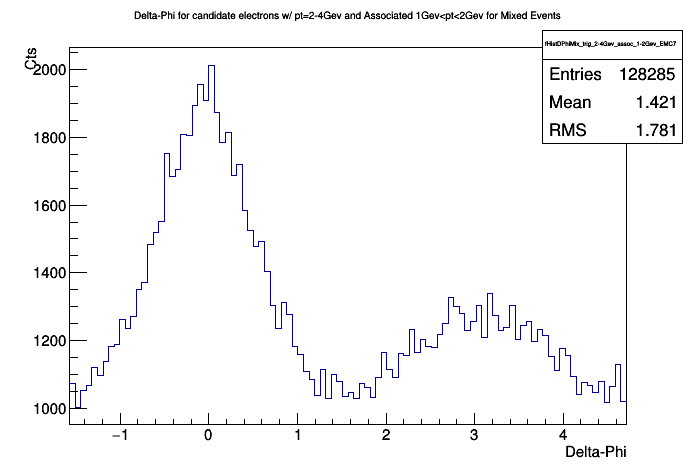 Delta-Phi for candidate electrons w/ pt=2-4Gev and Associated 1Gev<pt<2Gev for Mixed Events
fHistDPhiMix_trig_2-4Gev_assoc_1-2Gev_EMC7
Entries 128285
Mean 1.421
RMS 1.781
Cts
2000
1800
1600
1400
1200
1000
−1 0 1 2 3 4
Delta-Phi